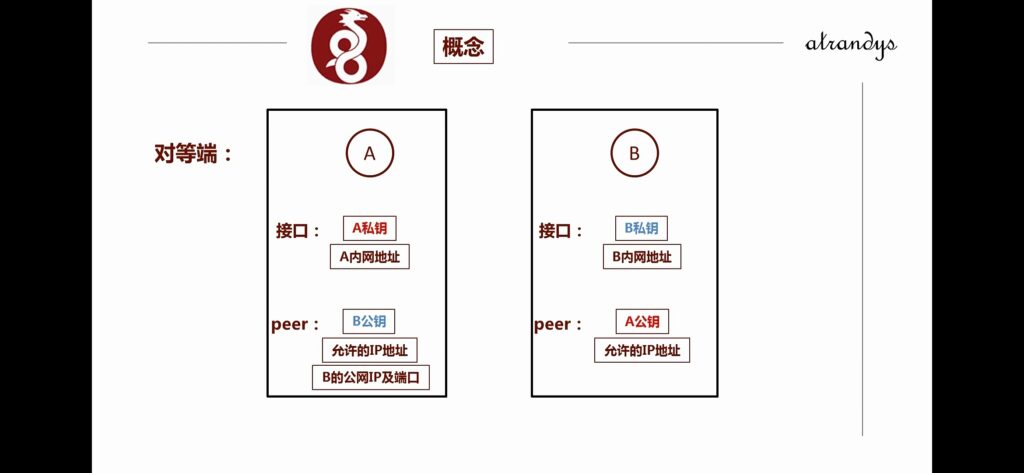 概念
atrandys
对等端：
A
B
接口：
A私钥
A内网地址
接口：
B私钥
B内网地址
peer：
B公钥
允许的IP地址
B的公网IP及端口
peer：
A公钥
允许的IP地址